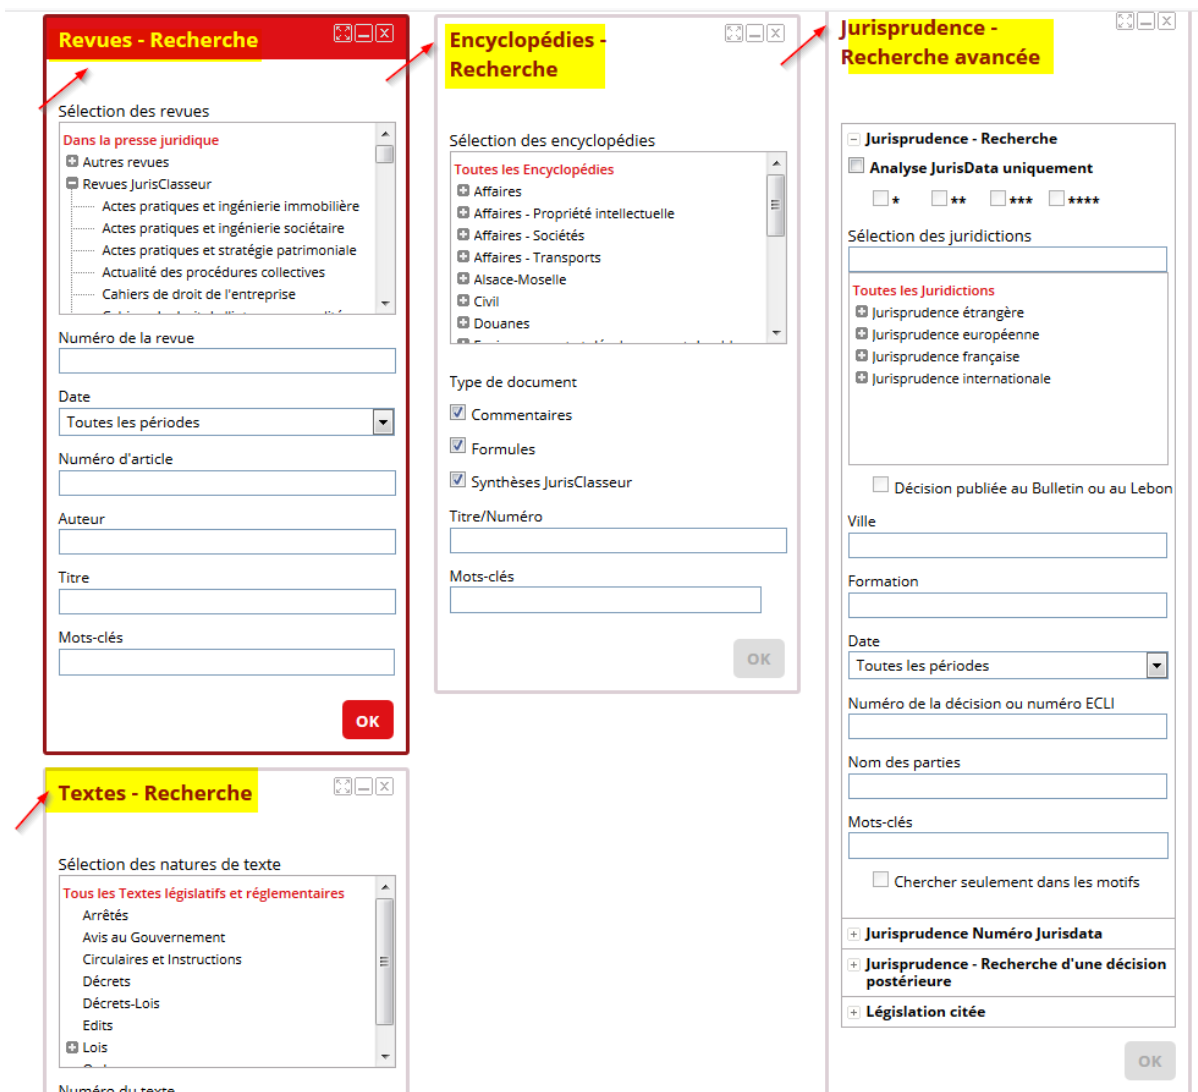 Revues - Recherche
Sélection des revues
Dans la presse juridique
Autres revues
Revues JurisClasseur
Actes pratiques et ingénierie immobilière
Actes pratiques et ingénierie sociétaire
Actes pratiques et stratégie patrimoniale
Actualité des procédures collectives
Cahiers de droit de l'entreprise
Numéro de la revue
Date
Toutes les périodes
Numéro d'article
Auteur
Titre
Mots-clés
OK
Textes - Recherche
Sélection des natures de texte
Tous les Textes législatifs et réglementaires
Arrêtés
Avis au Gouvernement
Circulaires et Instructions
Décrets
Décrets-Lois
Edits
Lois
Numéro du texte
Encyclopédies -
Recherche
Sélection des encyclopédies
Toutes les Encyclopédies
Affaires
Affaires - Propriété intellectuelle
Affaires - Sociétés
Affaires - Transports
Alsace-Moselle
Civil
Douanes
Type de document
Commentaires
Formules
Synthèses JurisClasseur
Titre/Numéro
Mots-clés
OK
Jurisprudence -
Recherche avancée
Jurisprudence - Recherche
Analyse JurisData uniquement
* ** *** ****
Sélection des juridictions
Toutes les Juridictions
Jurisprudence étrangère
Jurisprudence européenne
Jurisprudence française
Jurisprudence internationale
Décision publiée au Bulletin ou au Lebon
Ville
Formation
Date
Toutes les périodes
Numéro de la décision ou numéro ECLI
Nom des parties
Mots-clés
Chercher seulement dans les motifs
Jurisprudence Numéro Jurisdata
Jurisprudence - Recherche d'une décision
postérieure
Législation citée
OK